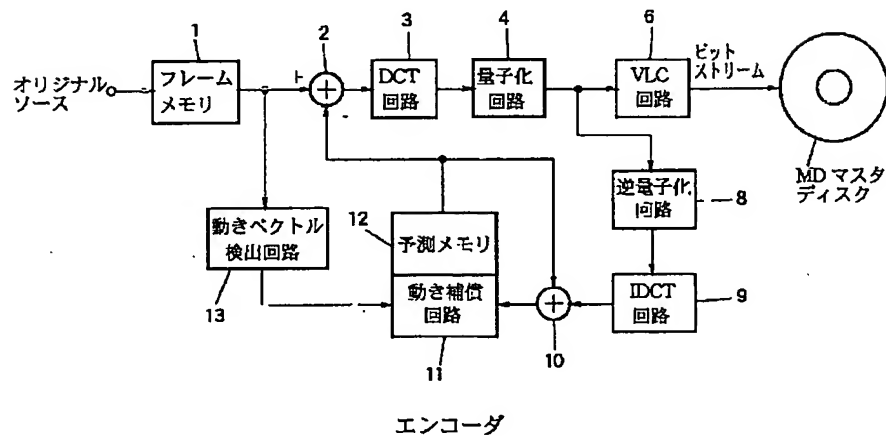 1
2
3
4
6
オリジナル
ソース
フレーム
メモリ
+
DCT
回路
量子化
回路
VLC
回路
ビット
ストリーム
MD マスタ
ディスク
逆量子化
回路
8
動きベクトル
検出回路
13
12
予測メモリ
動き補償
回路
11
10
IDCT
回路
9
エンコーダ